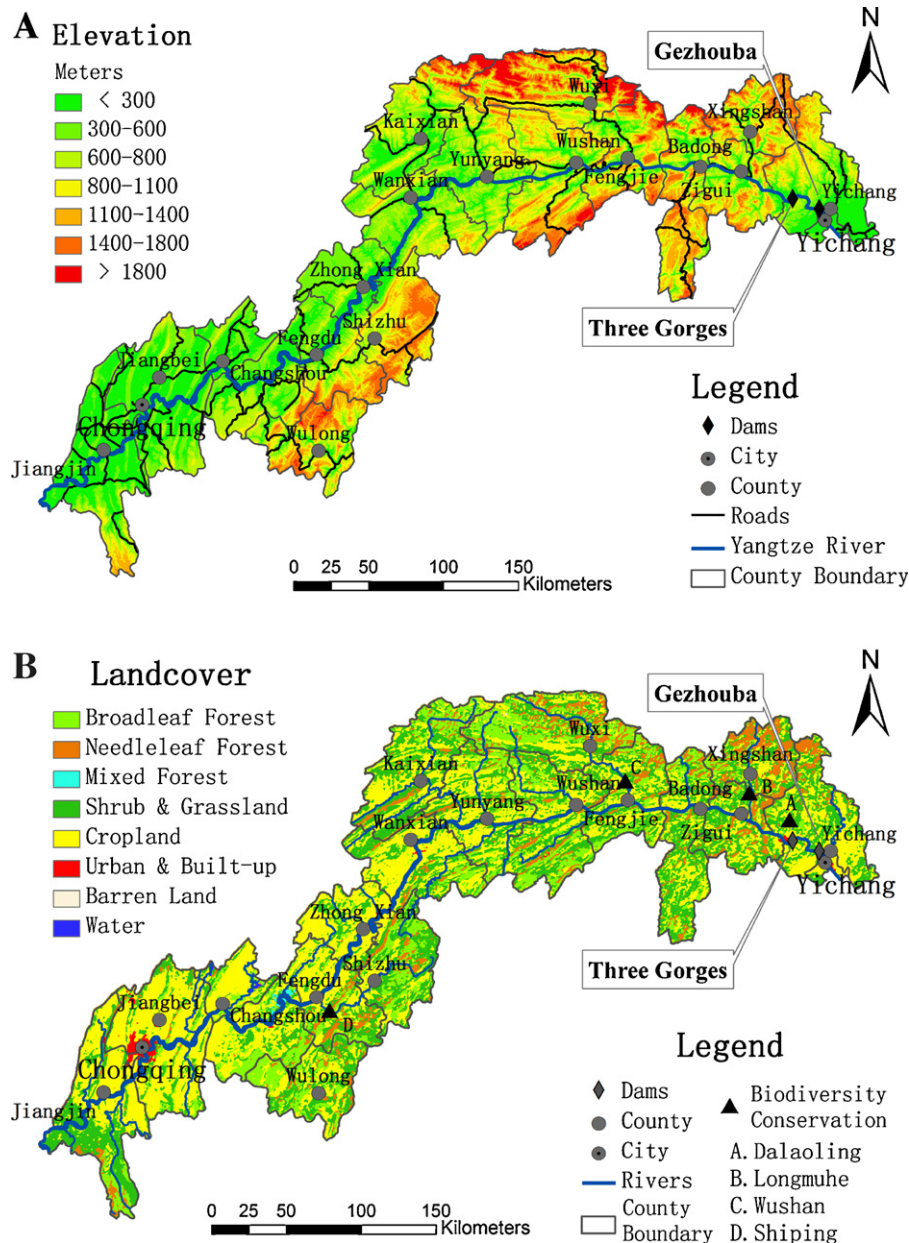 A
Elevation
Meters
< 300
300-600
600-800
800-1100
1100-1400
1400-1800
> 1800
N
Gezhouba
Wuxi
Xingshan
Kaixian
Wushan
Badong
Yunyang
Fengjie
Wanxian
Zigui
Yichang
Yichang
Zhong Xian
Three Gorges
Shizhu
Fengdu
Jiangbei
Changshou
Chongqing
Wulong
Jiangjin
Legend
Dams
City
County
Roads
Yangtze River
County Boundary
0 25 50 100 150
Kilometers
B
Landcover
Broadleaf Forest
Needleleaf Forest
Mixed Forest
Shrub & Grassland
Cropland
Urban & Built-up
Barren Land
Water
N
Gezhouba
Wuxi
Xingshan
Kaixian
C
Wushan
Badong
B
A
Yunyang
Fengjie
Zigui
Wanxian
Yichang
Yichang
Zhong Xian
Three Gorges
Shizhu
Fengdu
Jiangbei
Changshou
D
Chongqing
Wulong
Jiangjin
Legend
Dams
County
City
Rivers
County
Boundary
Biodiversity
Conservation
A. Dalaoling
B. Longmuhe
C. Wushan
D. Shiping
0 25 50 100 150
Kilometers